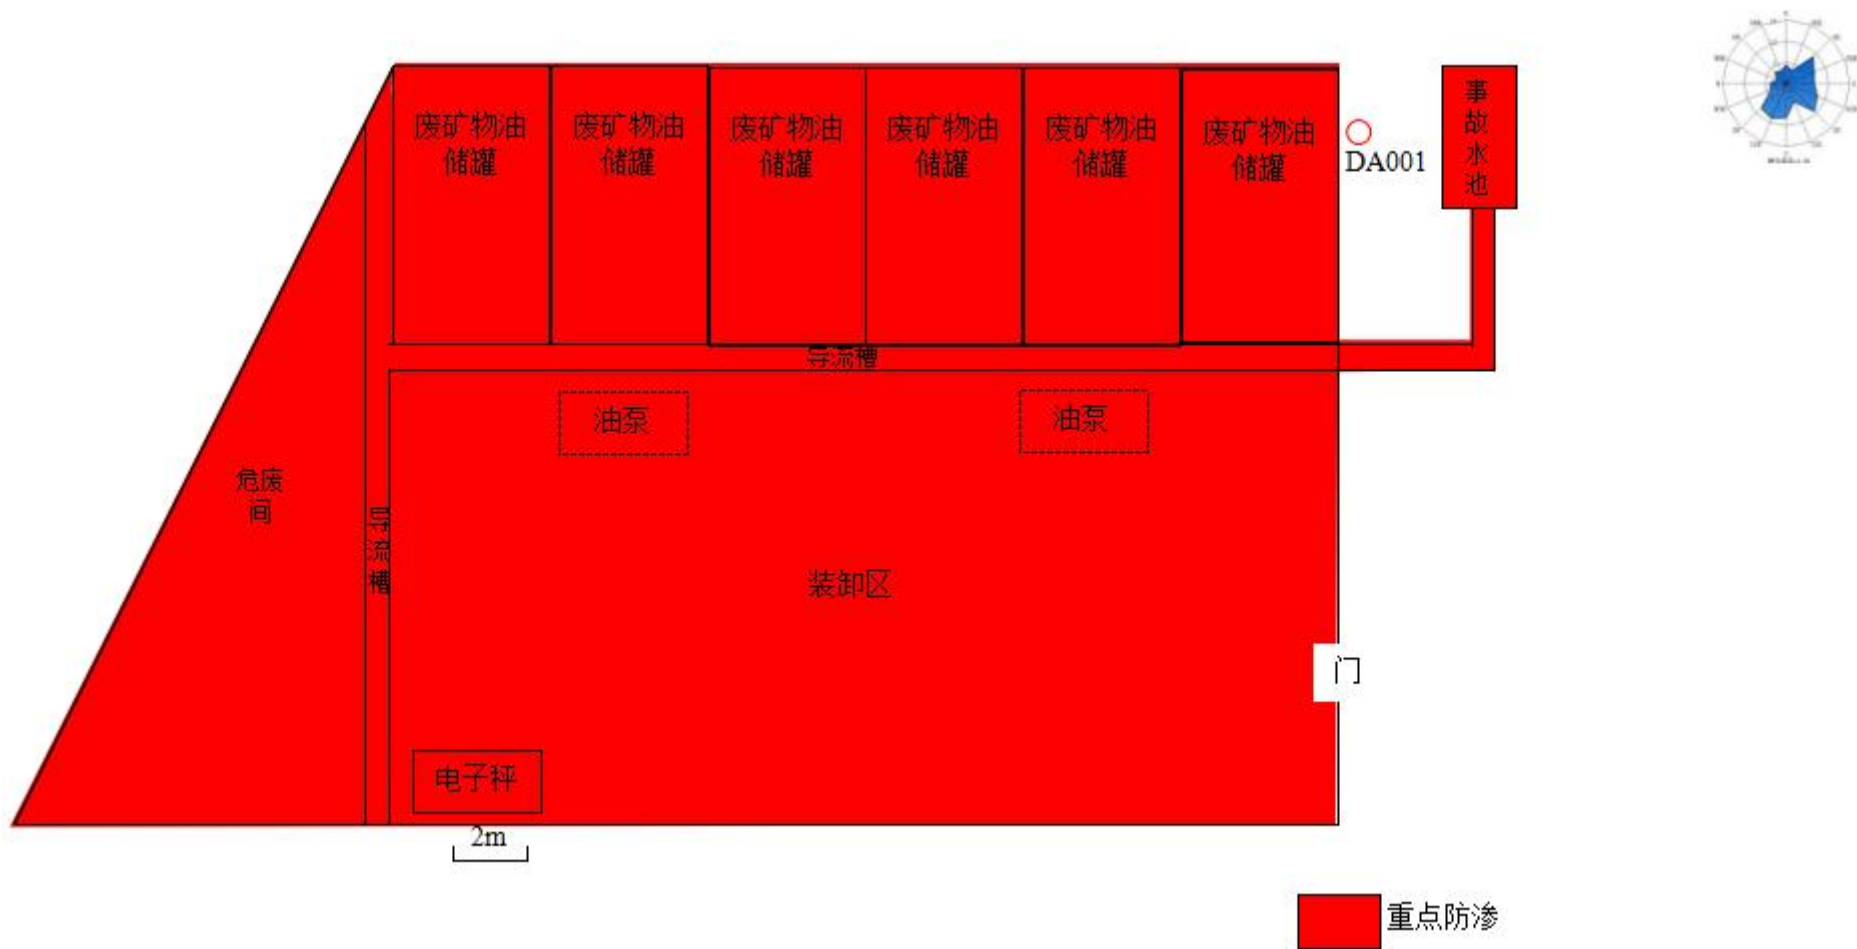 废矿物油
储罐
废矿物油
储罐
废矿物油
储罐
废矿物油
储罐
废矿物油
储罐
废矿物油
储罐
DA001
事
故
水
池
导流槽
油泵
油泵
危废
间
导
流
槽
装卸区
门
电子秤
2m
重点防渗